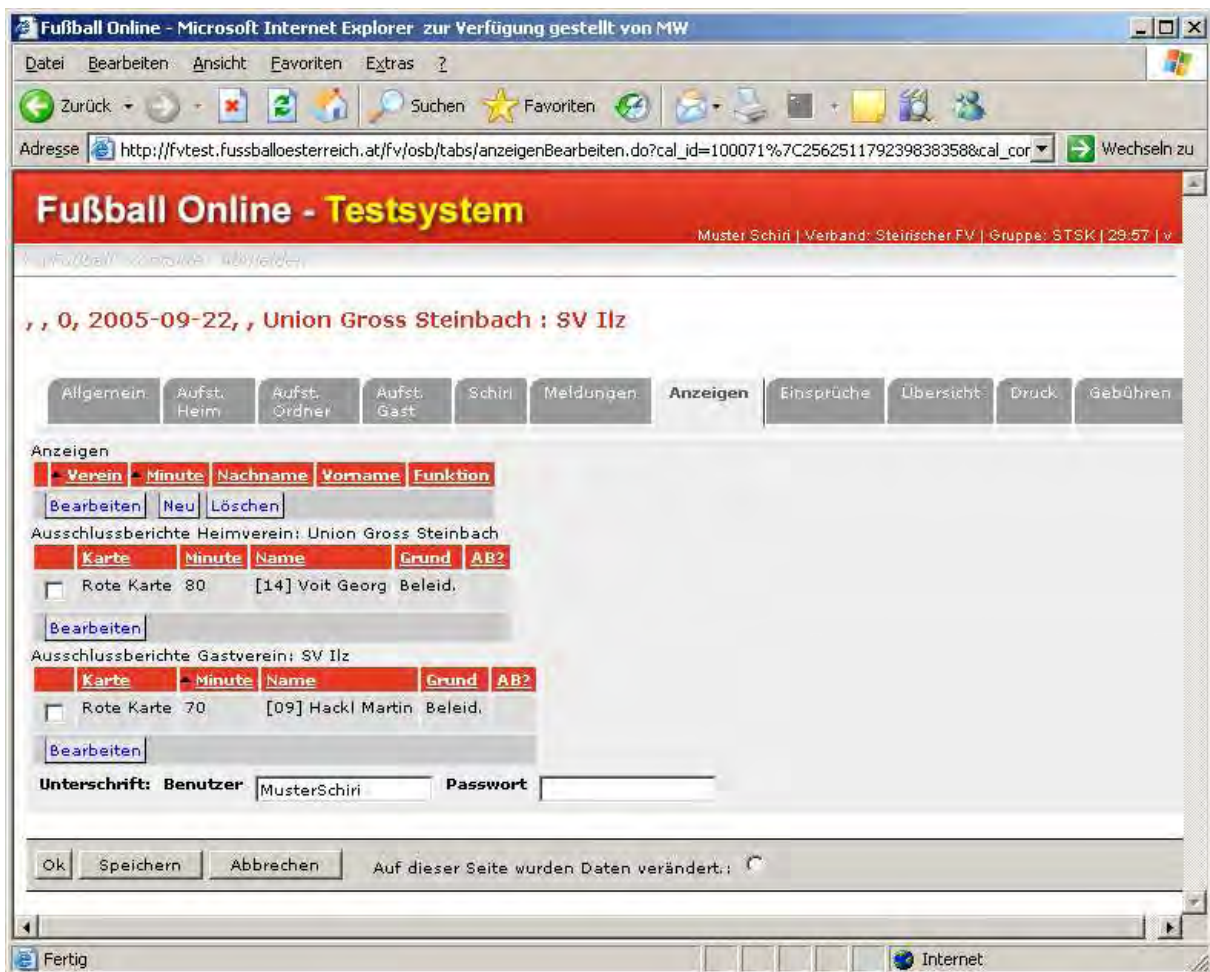 Fußball Online - Microsoft Internet Explorer zur Verfügung gestellt von MW
Datei Bearbeiten Ansicht Favoriten Extras ?
Zurück Suchen Favoriten
Adresse http://fvtest.fussballoesterreich.at/fv/osb/tabs/anzeigenBearbeiten.do?cal_id=100071%7C2562511792398383588&cal_cor Wechseln zu
Fußball Online - Testsystem
Muster Schiri | Verband: Steirischer FV | Gruppe: STSK | 29:57 | v
, , 0, 2005-09-22, , Union Gross Steinbach : SV Ilz
Allgemein Aufst. Heim Aufst. Ordner Aufst. Gast Schiri Meldungen Anzeigen Einsprüche Übersicht Druck Gebühren
Anzeigen
Verein Minute Nachname Vorname Funktion
Bearbeiten Neu Löschen
Ausschlussberichte Heimverein: Union Gross Steinbach
Karte Minute Name Grund AB?
Rote Karte 80 [14] Voit Georg Beleid.
Bearbeiten
Ausschlussberichte Gastverein: SV Ilz
Karte Minute Name Grund AB?
Rote Karte 70 [09] Hackl Martin Beleid.
Bearbeiten
Unterschrift: Benutzer MusterSchiri Passwort
Ok Speichern Abbrechen Auf dieser Seite wurden Daten verändert.:
Fertig Internet